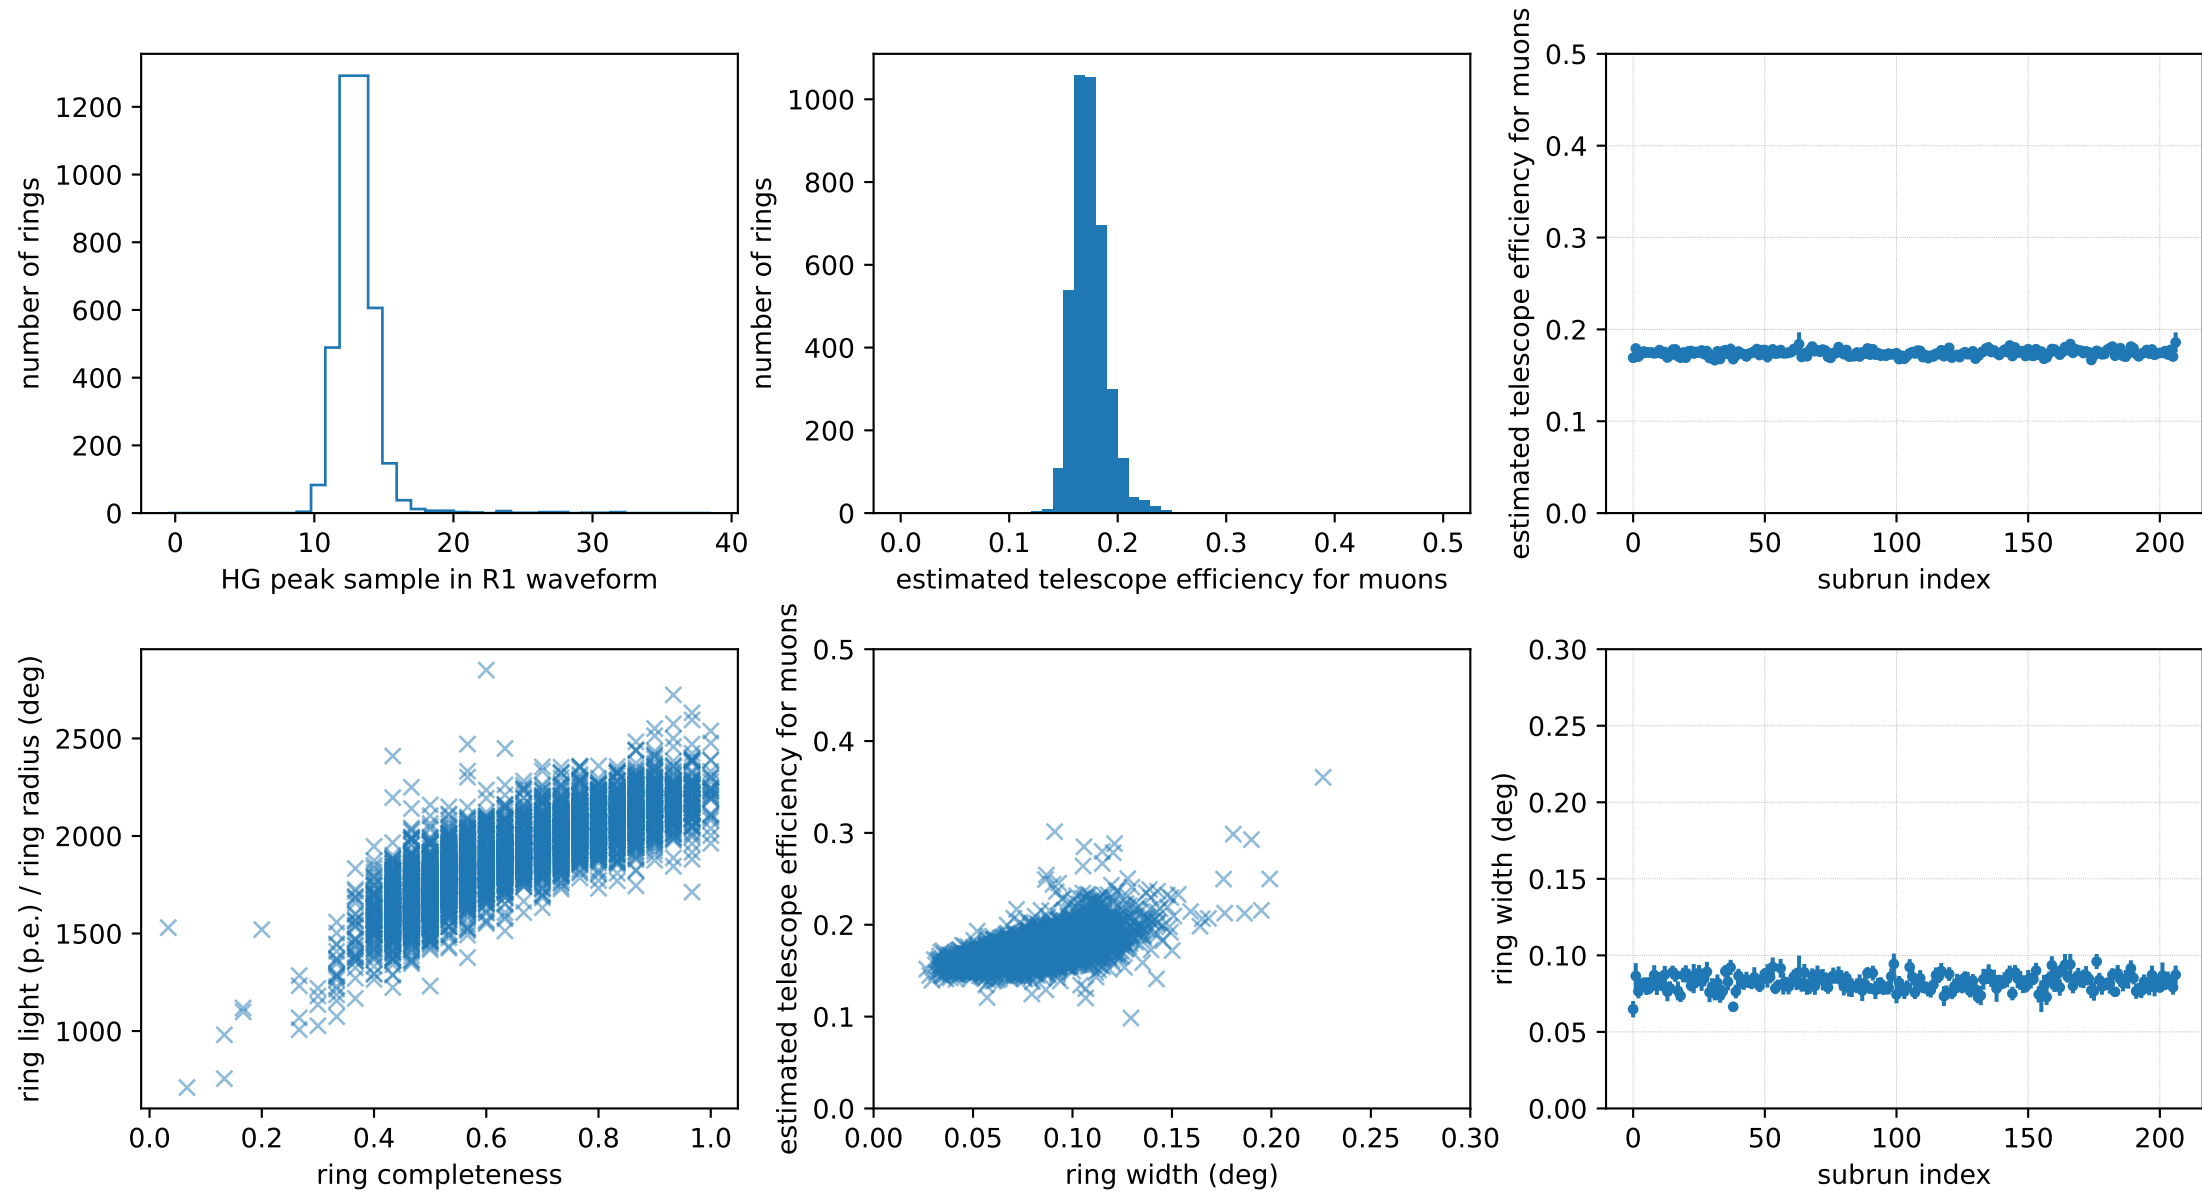 number of rings
1200
1000
800
600
400
200
0
0 10 20 30 40
HG peak sample in R1 waveform
number of rings
1000
800
600
400
200
0
0.0 0.1 0.2 0.3 0.4 0.5
estimated telescope efficiency for muons
estimated telescope efficiency for muons
0.5
0.4
0.3
0.2
0.1
0.0
0 50 100 150 200
subrun index
ring light (p.e.) / ring radius (deg)
2500
2000
1500
1000
0.0 0.2 0.4 0.6 0.8 1.0
ring completeness
estimated telescope efficiency for muons
0.5
0.4
0.3
0.2
0.1
0.0
0.00 0.05 0.10 0.15 0.20 0.25 0.30
ring width (deg)
ring width (deg)
0.30
0.25
0.20
0.15
0.10
0.05
0.00
0 50 100 150 200
subrun index